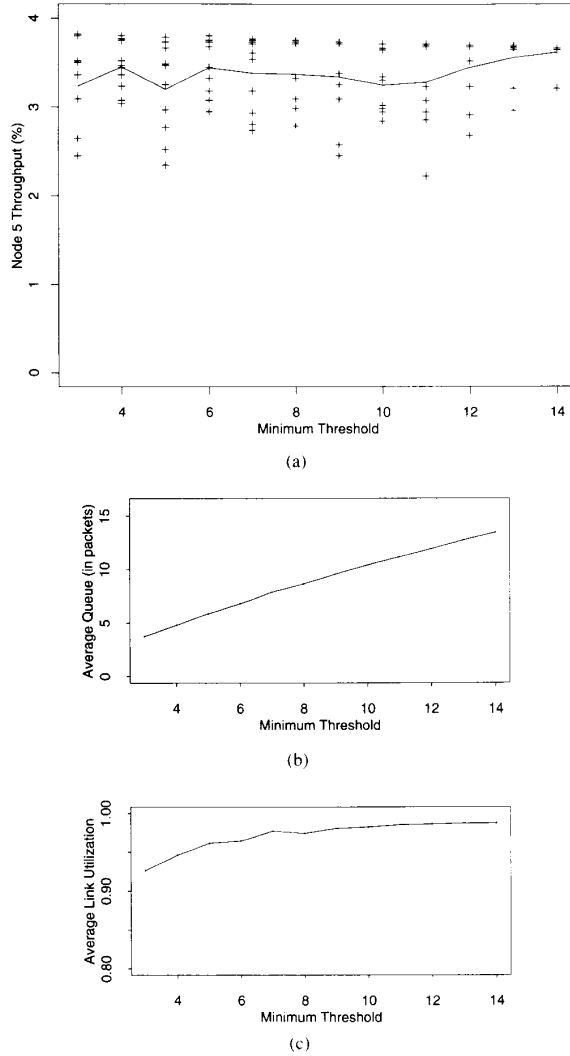 4
3
2
1
0
Node 5 Throughput (%)
4 6 8 10 12 14
Minimum Threshold
(a)
15
10
5
0
Average Queue (in packets)
4 6 8 10 12 14
Minimum Threshold
(b)
1.00
0.90
0.80
Average Link Utilization
4 6 8 10 12 14
Minimum Threshold
(c)